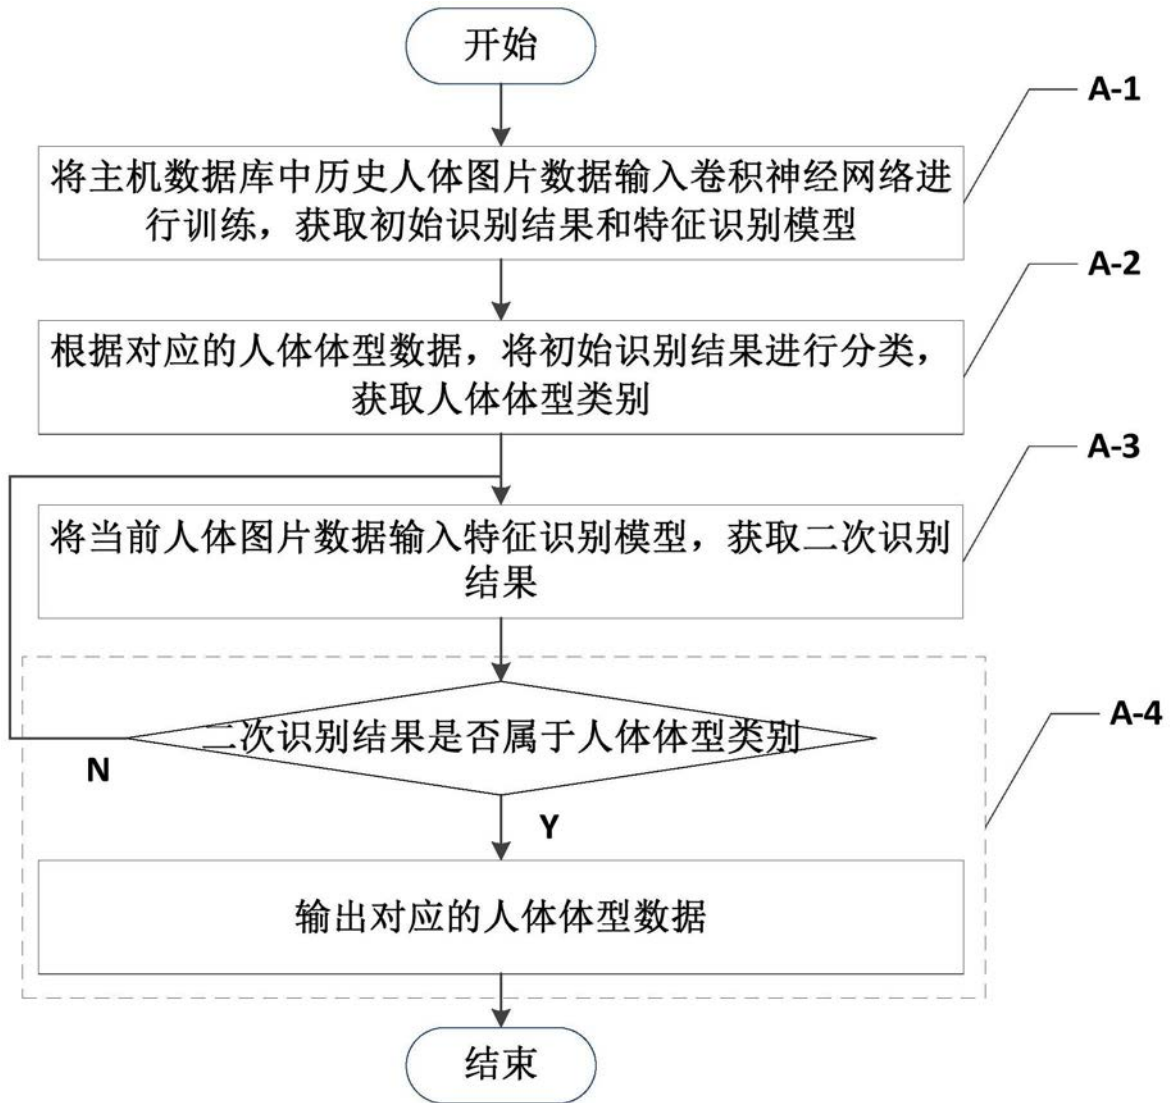 开始
A-1
将主机数据库中历史人体图片数据输入卷积神经网络进
行训练，获取初始识别结果和特征识别模型
A-2
根据对应的人体体型数据，将初始识别结果进行分类，
获取人体体型类别
A-3
将当前人体图片数据输入特征识别模型，获取二次识别
结果
A-4
二次识别结果是否属于人体体型类别
N
Y
输出对应的人体体型数据
结束